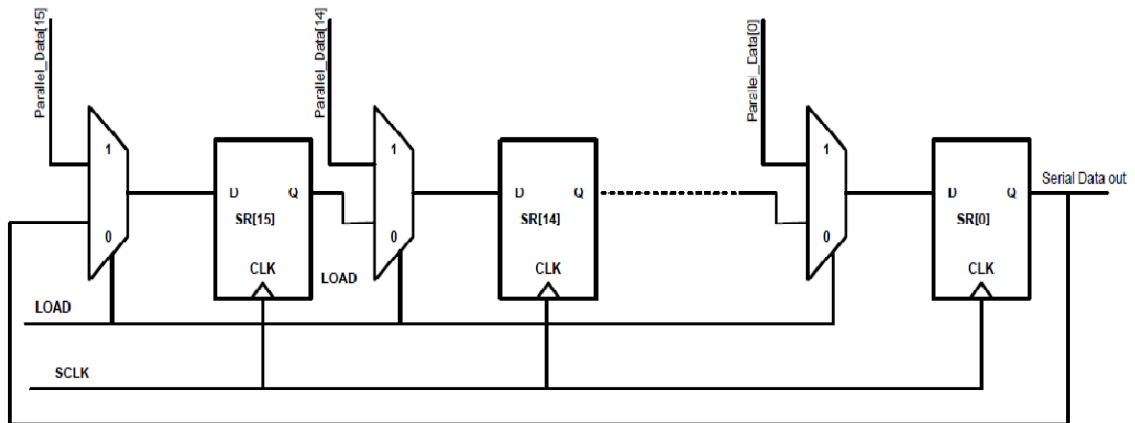 Parallel_Data[15]
Parallel_Data[14]
Parallel_Data[0]
1
1
1
Serial Data out
D Q
D Q
D Q
SR[15]
SR[14]
SR[0]
0
0
0
CLK
CLK
CLK
LOAD
LOAD
SCLK